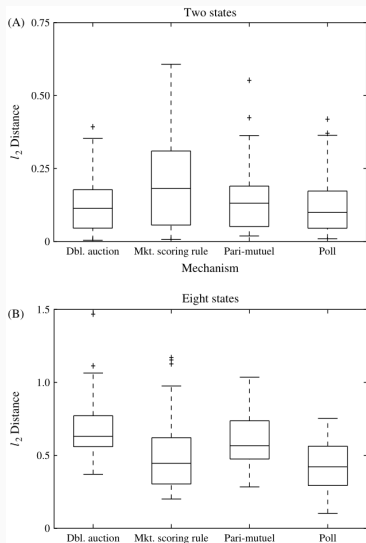 Two states
(A)
0.75
0.50
0.25
0
l₂ Distance
Dbl. auction Mkt. scoring rule Pari-mutuel Poll
Mechanism
Eight states
(B)
1.5
1.0
0.5
0
l₂ Distance
Dbl. auction Mkt. scoring rule Pari-mutuel Poll